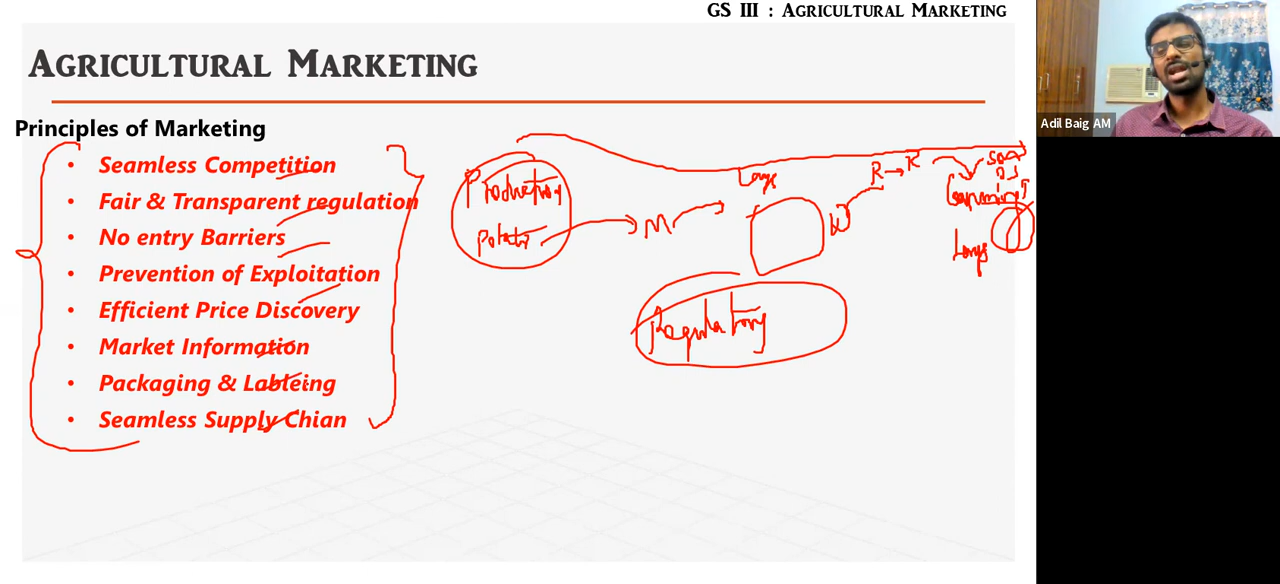 GS III : Agricultural Marketing
Agricultural Marketing
Principles of Marketing
• Seamless Competition
• Fair & Transparent regulation
• No entry Barriers
• Prevention of Exploitation
• Efficient Price Discovery
• Market Information
• Packaging & Lableing
• Seamless Supply Chian
Production
Potato
M
W
R → R
Regulatory
Adil Baig AM